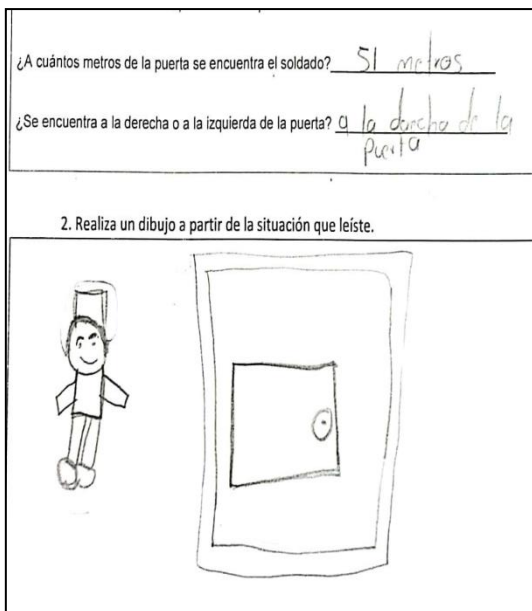 ¿A cuántos metros de la puerta se encuentra el soldado? 51 metros
¿Se encuentra a la derecha o a la izquierda de la puerta? a la darcha de la
puerta
2. Realiza un dibujo a partir de la situación que leíste.